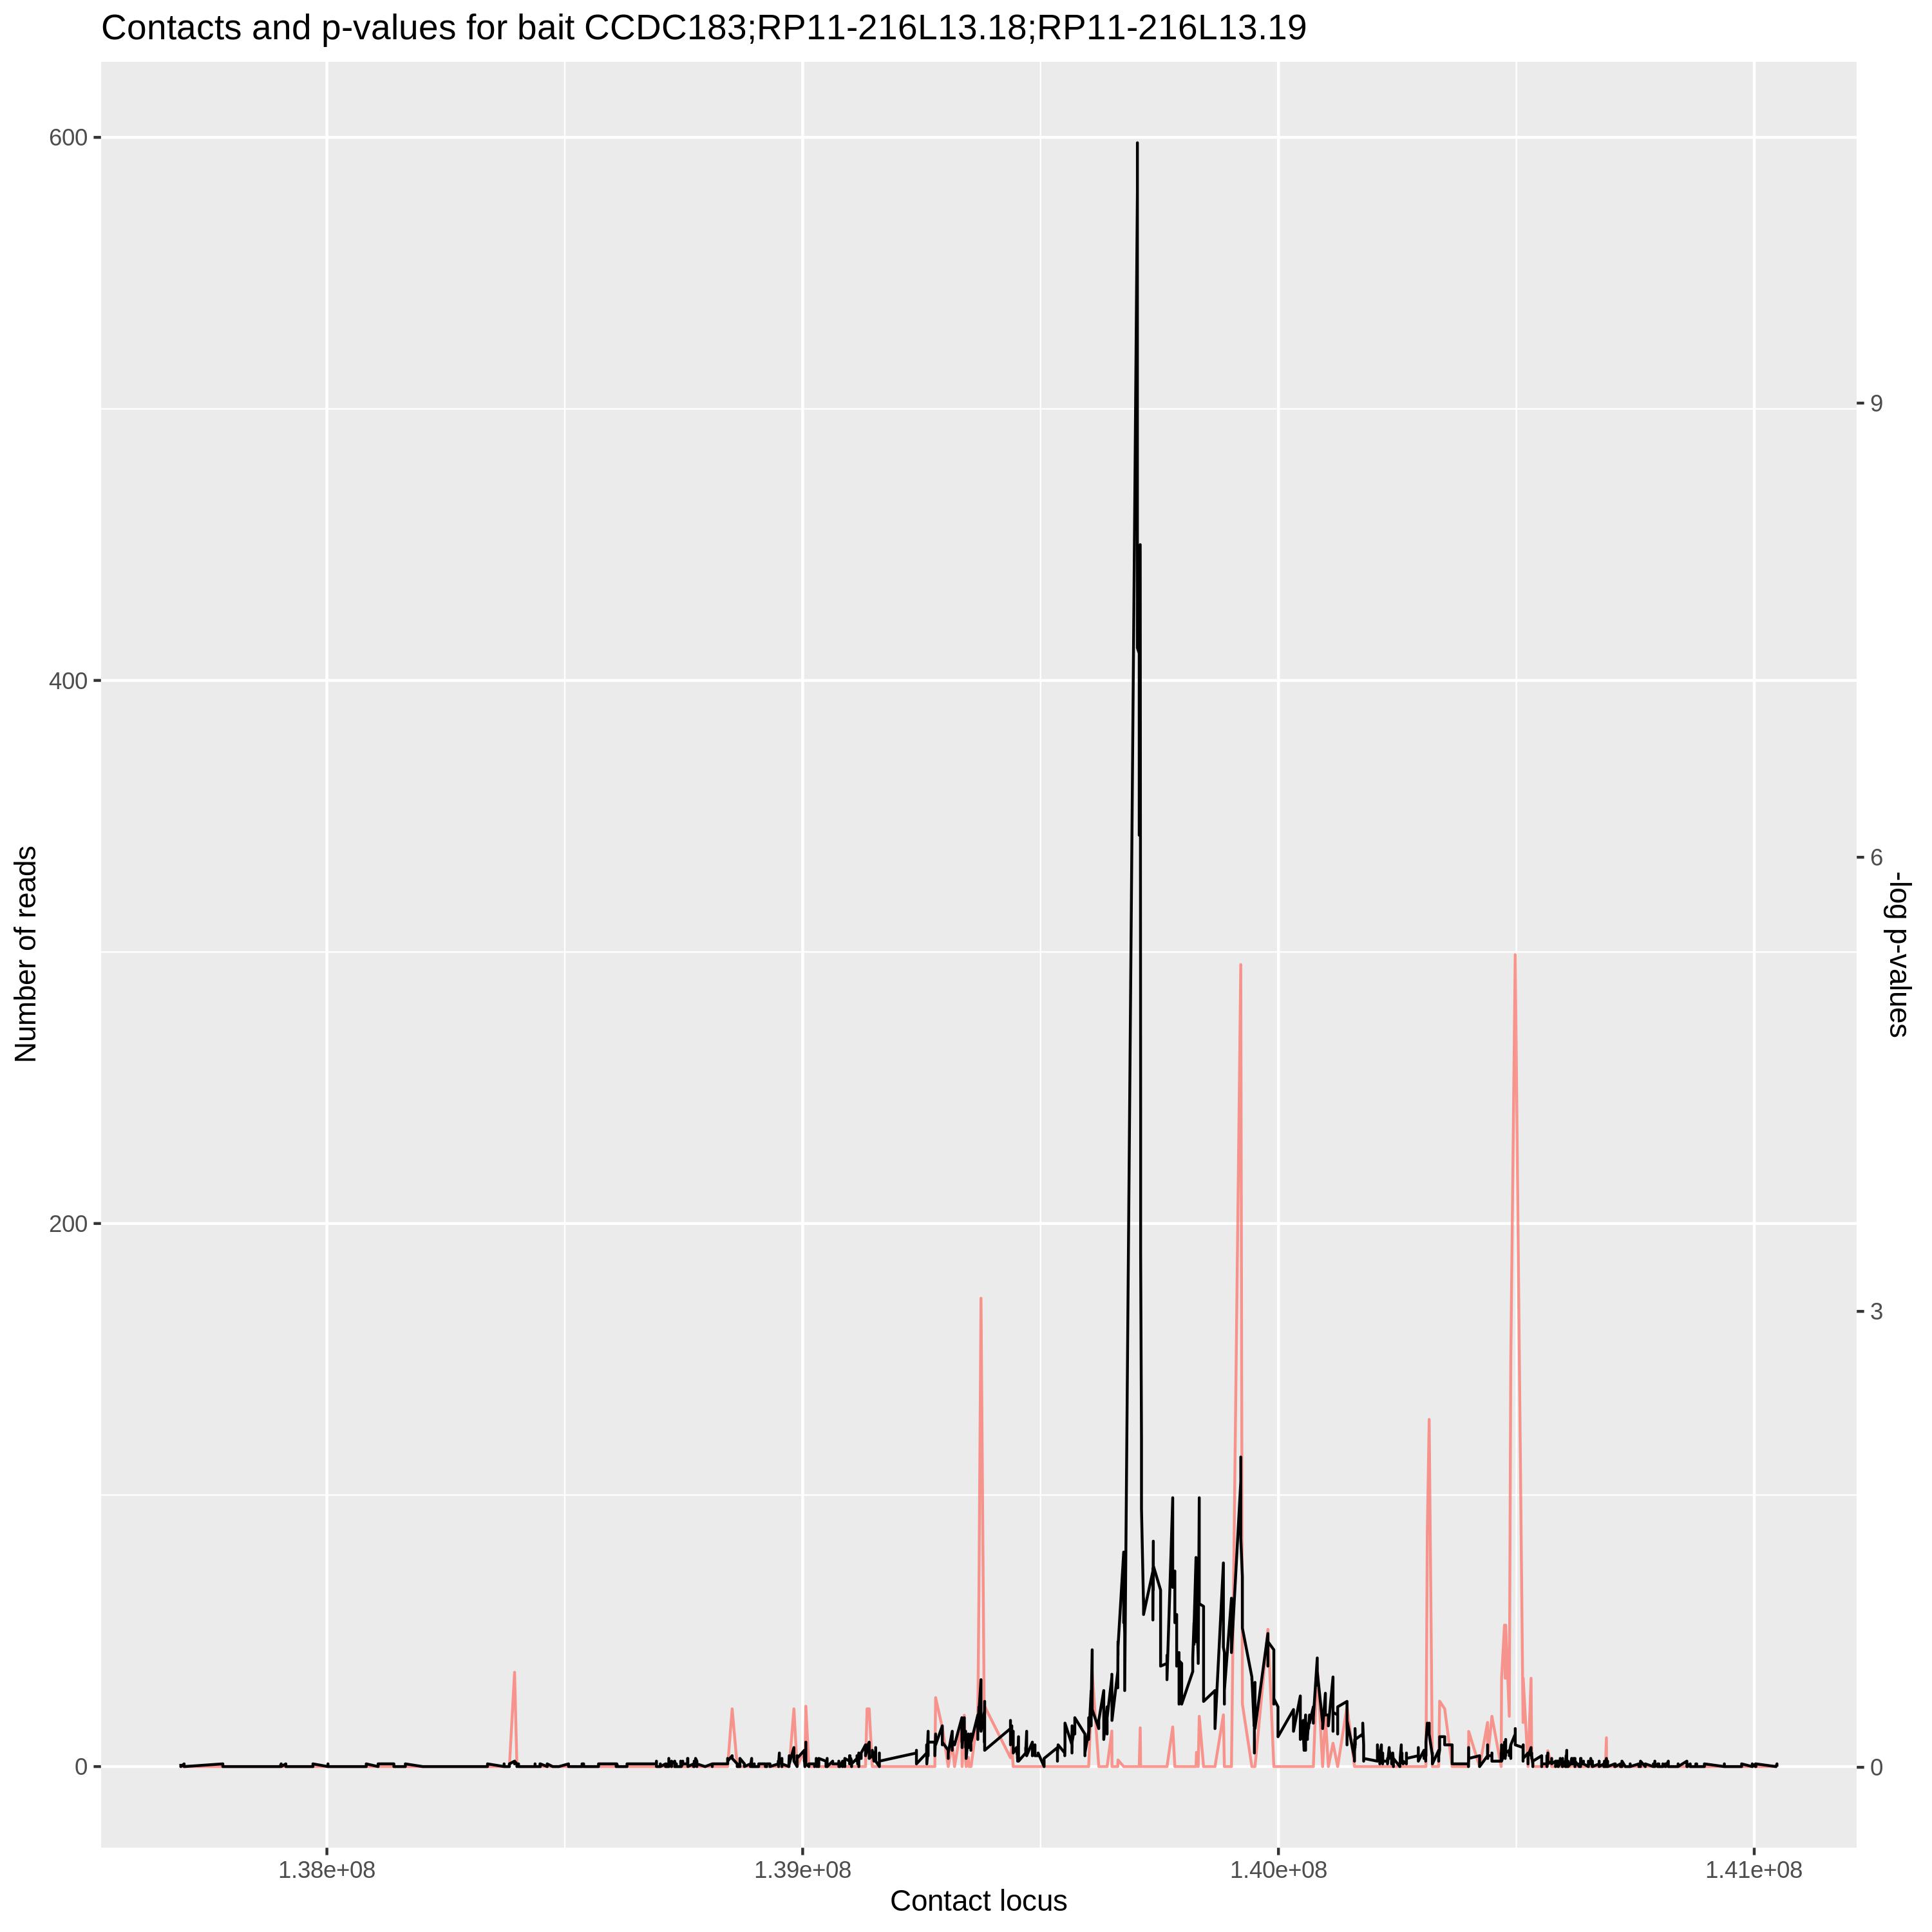 Contacts and p-values for bait CCDC183;RP11-216L13.18;RP11-216L13.19
600
400
200
0
Number of reads
9
6
3
0
-log p-values
1.38e+08
1.39e+08
1.40e+08
1.41e+08
Contact locus